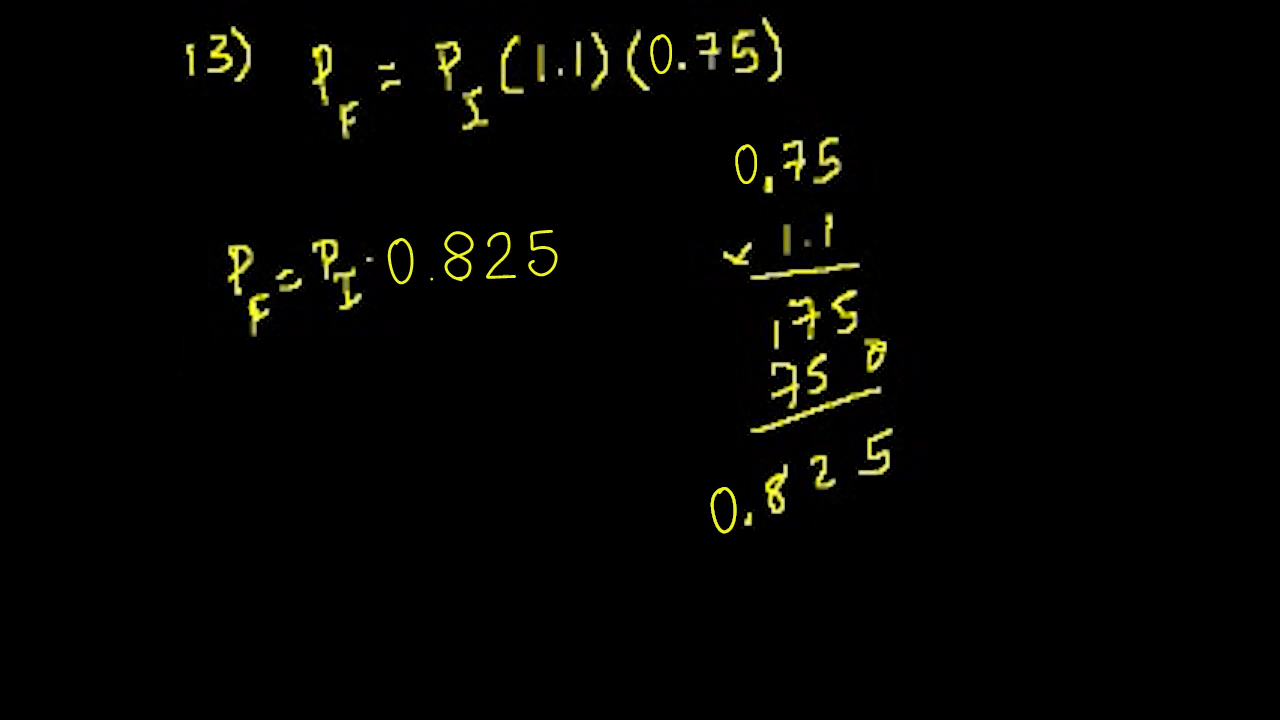 13) P_F = P_I (1.1)(0.75)
0.75
× 1.1
P_F = P_I · 0.825
175
75 0
0.825